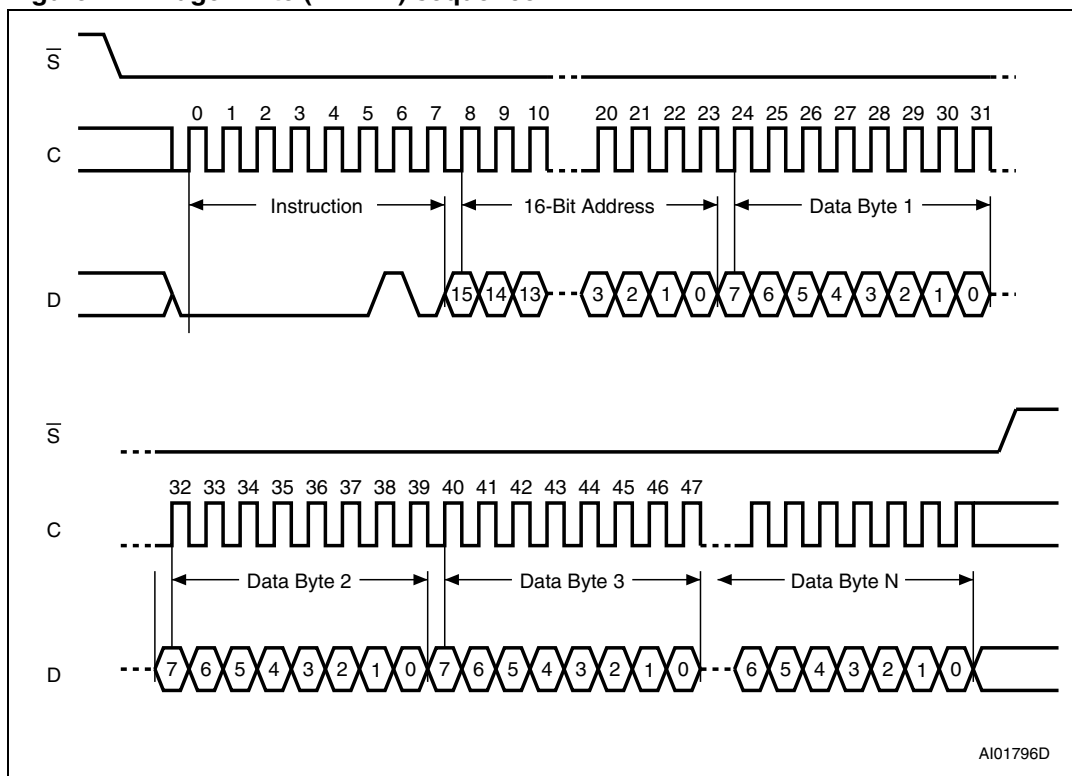 S
0 1 2 3 4 5 6 7 8 9 10 20 21 22 23 24 25 26 27 28 29 30 31
C
Instruction 16-Bit Address Data Byte 1
D 15 14 13 3 2 1 0 7 6 5 4 3 2 1 0
S
32 33 34 35 36 37 38 39 40 41 42 43 44 45 46 47
C
Data Byte 2 Data Byte 3 Data Byte N
D 7 6 5 4 3 2 1 0 7 6 5 4 3 2 1 0 6 5 4 3 2 1 0
AI01796D